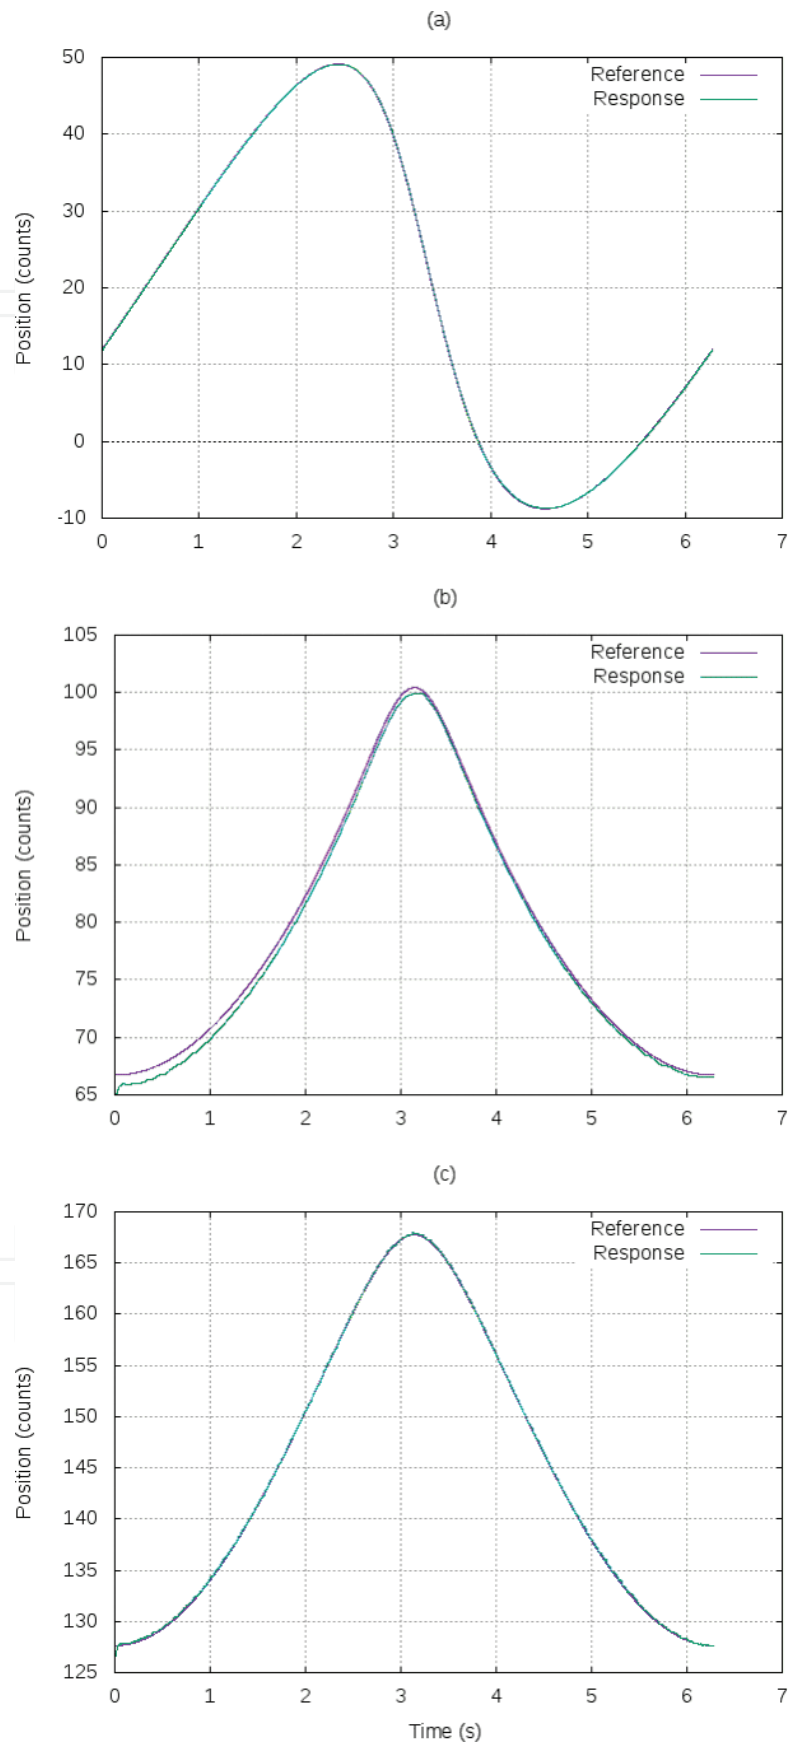 (a)
50
40
30
20
10
0
-10
Position (counts)
Reference
Response
0 1 2 3 4 5 6 7
(b)
105
100
95
90
85
80
75
70
65
Position (counts)
Reference
Response
0 1 2 3 4 5 6 7
(c)
170
165
160
155
150
145
140
135
130
125
Position (counts)
Reference
Response
0 1 2 3 4 5 6 7
Time (s)